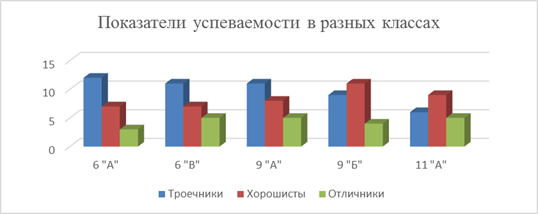 Показатели успеваемости в разных классах
15
10
5
0
6 "А" 6 "В" 9 "А" 9 "Б" 11 "А"
Троечники Хорошисты Отличники